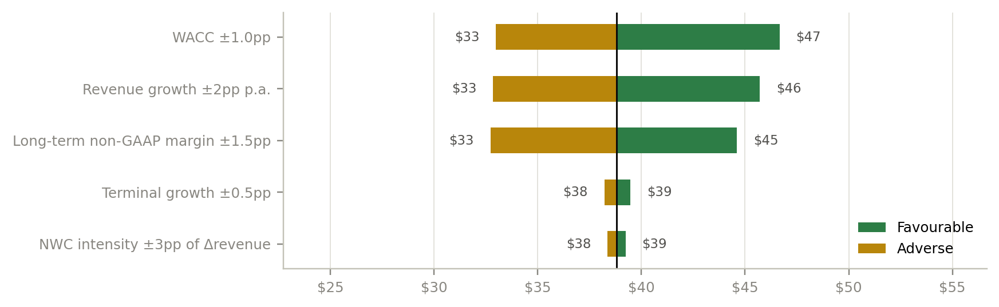 WACC ±1.0pp
$33
$47
Revenue growth ±2pp p.a.
$33
$46
Long-term non-GAAP margin ±1.5pp
$33
$45
Terminal growth ±0.5pp
$38
$39
NWC intensity ±3pp of Δrevenue
$38
$39
Favourable
Adverse
$25 $30 $35 $40 $45 $50 $55